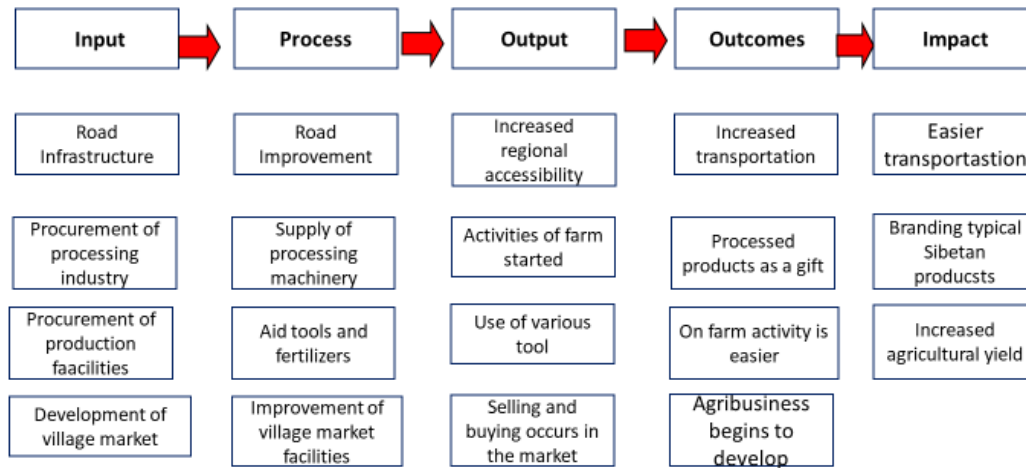 Input
Process
Output
Outcomes
Impact
Road
Infrastructure
Road
Improvement
Increased
regional
accessibility
Increased
transportation
Easier
transportastion
Procurement of
processing
industry
Supply of
processing
machinery
Activities of farm
started
Processed
products as a gift
Branding typical
Sibetan
producsts
Procurement of
production
faacilities
Aid tools and
fertilizers
Use of various
tool
On farm activity is
easier
Increased
agricultural yield
Development of
village market
Improvement of
village market
facilities
Selling and
buying occurs in
the market
Agribusiness
begins to
develop